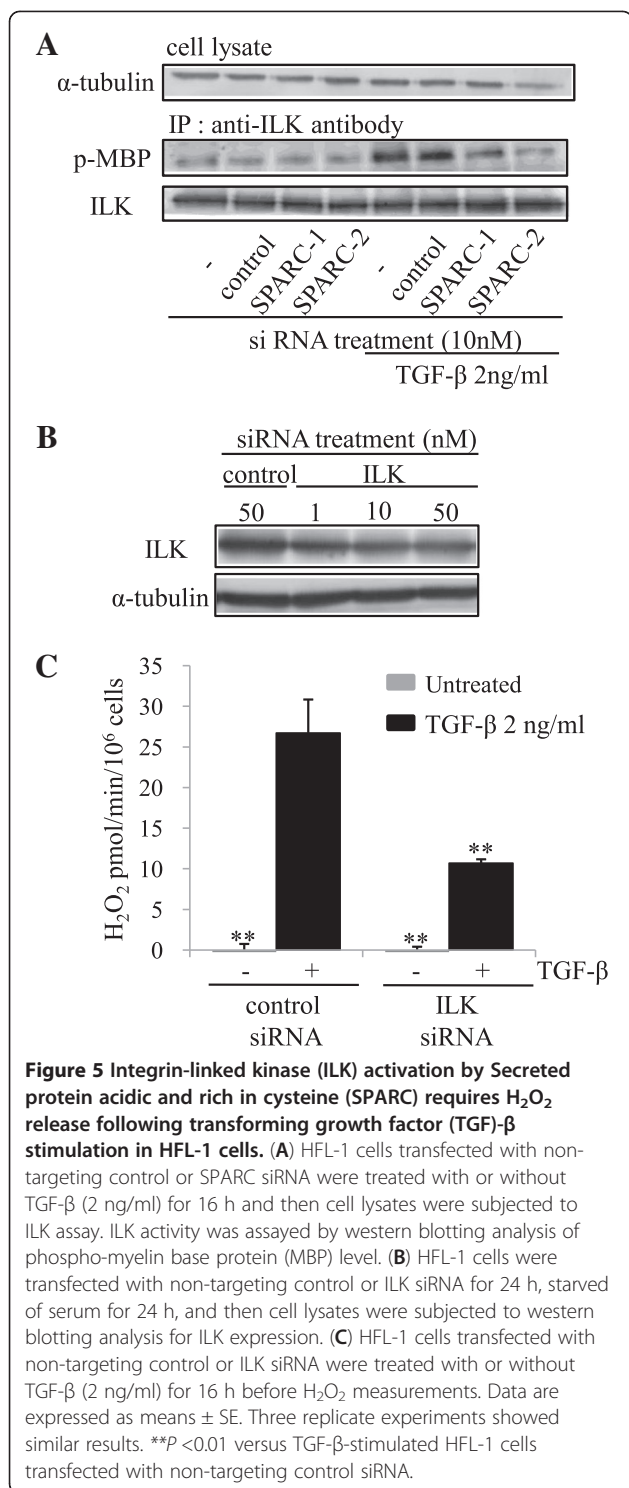 A
cell lysate
α-tubulin
IP : anti-ILK antibody
p-MBP
ILK
- control SPARC-1 SPARC-2 - control SPARC-1 SPARC-2
si RNA treatment (10nM)
TGF-β 2ng/ml
B
siRNA treatment (nM)
control ILK
50 1 10 50
ILK
α-tubulin
C
35
30
25
20
15
10
5
0
H₂O₂ pmol/min/10⁶ cells
Untreated
TGF-β 2 ng/ml
** ** **
- + - + TGF-β
control siRNA
ILK siRNA
Figure 5 Integrin-linked kinase (ILK) activation by Secreted
protein acidic and rich in cysteine (SPARC) requires H₂O₂
release following transforming growth factor (TGF)-β
stimulation in HFL-1 cells. (A) HFL-1 cells transfected with non-
targeting control or SPARC siRNA were treated with or without
TGF-β (2 ng/ml) for 16 h and then cell lysates were subjected to
ILK assay. ILK activity was assayed by western blotting analysis of
phospho-myelin base protein (MBP) level. (B) HFL-1 cells were
transfected with non-targeting control or ILK siRNA for 24 h, starved
of serum for 24 h, and then cell lysates were subjected to western
blotting analysis for ILK expression. (C) HFL-1 cells transfected with
non-targeting control or ILK siRNA were treated with or without
TGF-β (2 ng/ml) for 16 h before H₂O₂ measurements. Data are
expressed as means ± SE. Three replicate experiments showed
similar results. **P <0.01 versus TGF-β-stimulated HFL-1 cells
transfected with non-targeting control siRNA.